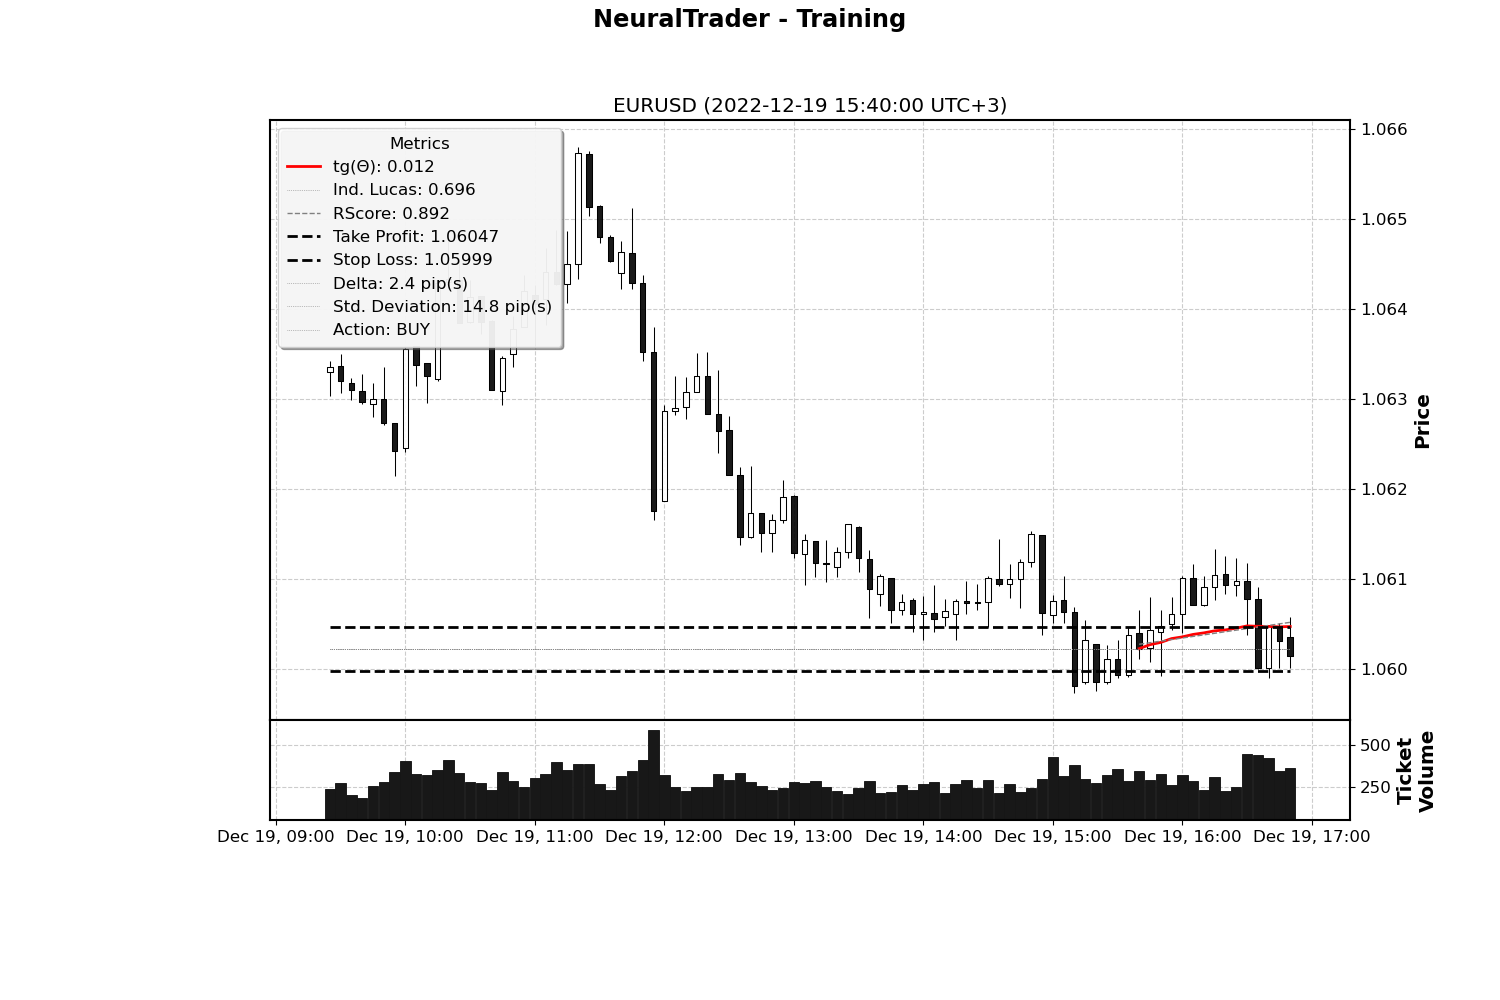 NeuralTrader - Training
EURUSD (2022-12-19 15:40:00 UTC+3)
Metrics
tg(Θ): 0.012
Ind. Lucas: 0.696
RScore: 0.892
Take Profit: 1.06047
Stop Loss: 1.05999
Delta: 2.4 pip(s)
Std. Deviation: 14.8 pip(s)
Action: BUY
1.066
1.065
1.064
1.063
1.062
1.061
1.060
Price
500
250
Ticket
Volume
Dec 19, 09:00 Dec 19, 10:00 Dec 19, 11:00 Dec 19, 12:00 Dec 19, 13:00 Dec 19, 14:00 Dec 19, 15:00 Dec 19, 16:00 Dec 19, 17:00